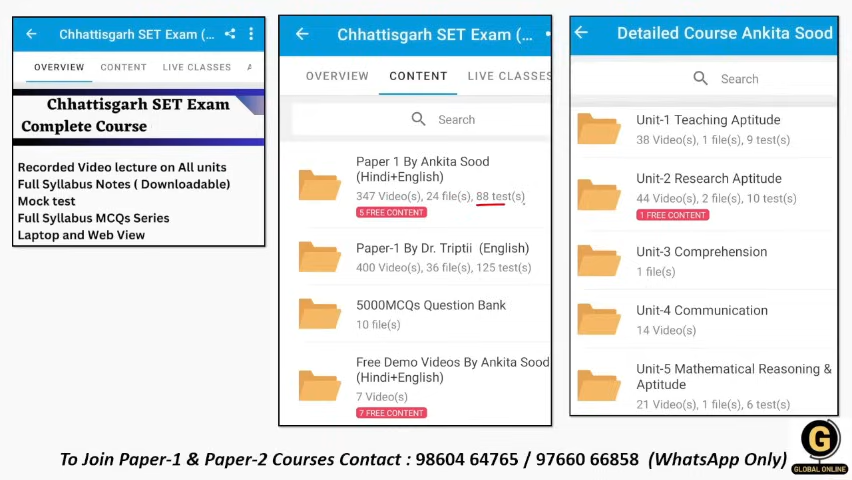 Chhattisgarh SET Exam (...
OVERVIEW CONTENT LIVE CLASSES
Chhattisgarh SET Exam
Complete Course
Recorded Video lecture on All units
Full Syllabus Notes ( Downloadable)
Mock test
Full Syllabus MCQs Series
Laptop and Web View
Chhattisgarh SET Exam (...
OVERVIEW CONTENT LIVE CLASSES
Search
Paper 1 By Ankita Sood
(Hindi+English)
347 Video(s), 24 file(s), 88 test(s)
5 FREE CONTENT
Paper-1 By Dr. Triptii (English)
400 Video(s), 36 file(s), 125 test(s)
5000MCQs Question Bank
10 file(s)
Free Demo Videos By Ankita Sood
(Hindi+English)
7 Video(s)
7 FREE CONTENT
Detailed Course Ankita Sood
Search
Unit-1 Teaching Aptitude
38 Video(s), 1 file(s), 9 test(s)
Unit-2 Research Aptitude
44 Video(s), 2 file(s), 10 test(s)
1 FREE CONTENT
Unit-3 Comprehension
1 file(s)
Unit-4 Communication
14 Video(s)
Unit-5 Mathematical Reasoning &
Aptitude
21 Video(s), 1 file(s), 6 test(s)
To Join Paper-1 & Paper-2 Courses Contact : 98604 64765 / 97660 66858 (WhatsApp Only)
G
GLOBAL ONLINE